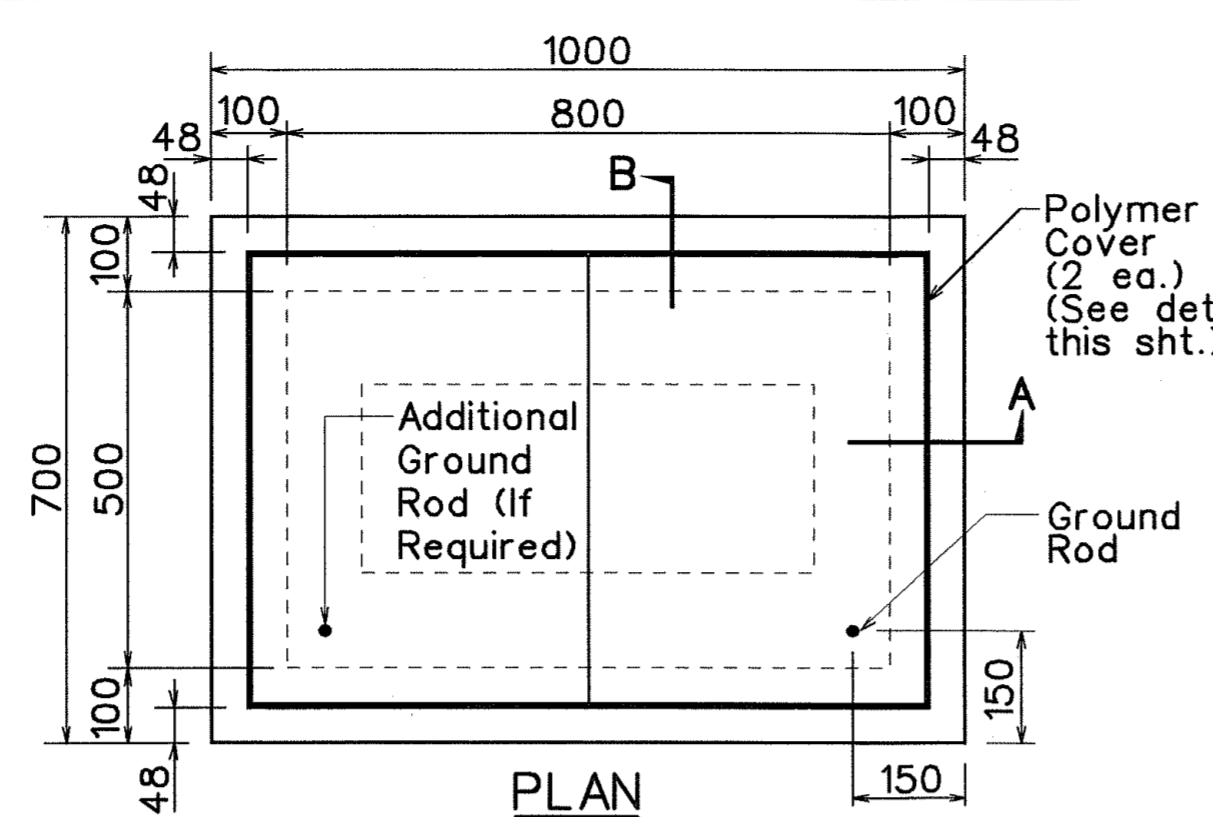 1000
100
800
100
48
48
48
B
Polymer
Cover
(2 ea.)
(See det
this sht.)
100
A
Additional
Ground
Rod (If
Required)
700
500
Ground
Rod
100
150
48
150
PLAN